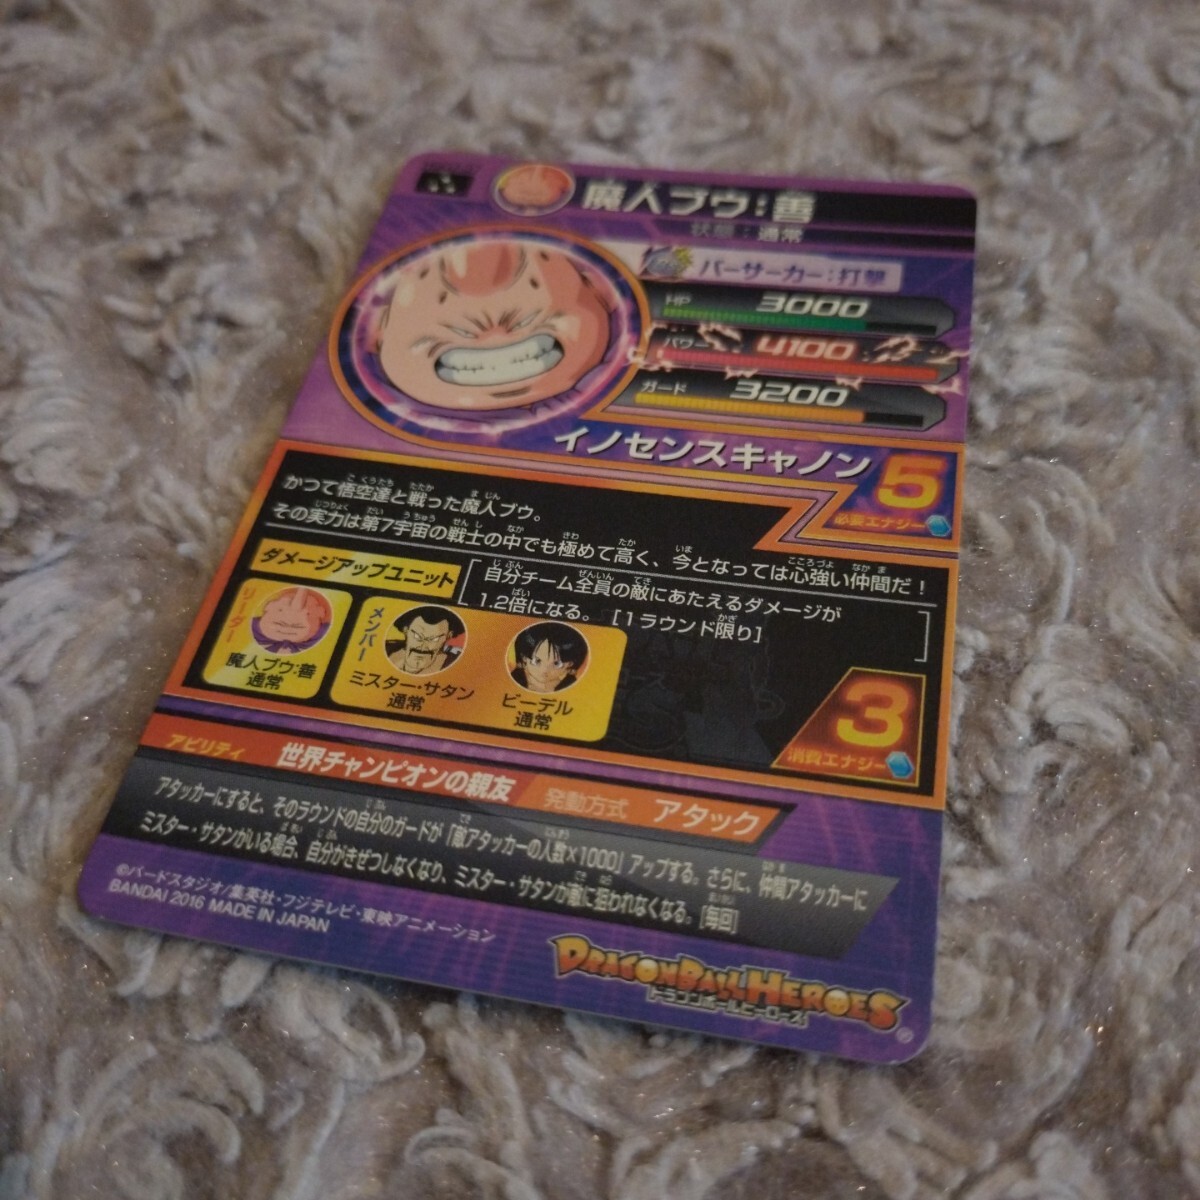 魔人ブウ:善
状態:通常
バーサーカー:打撃
HP 3000
パワー 4100
ガード 3200
イノセンスキャノン
5
必要エナジー
かつて悟空達と戦った魔人ブウ。
その実力は第7宇宙の戦士の中でも極めて高く、今となっては心強い仲間だ!
ダメージアップユニット
自分チーム全員の敵にあたえるダメージが
1.2倍になる。[1ラウンド限り]
リーダー
魔人ブウ:善
通常
メンバー
ミスター・サタン
通常
ビーデル
通常
3
消費エナジー
アビリティ 世界チャンピオンの親友 発動方式 アタック
アタッカーにすると、そのラウンドの自分のガードが「敵アタッカーの人数×1000」アップする。さらに、仲間アタッカーに
ミスター・サタンがいる場合、自分がきぜつしなくなり、ミスター・サタンが敵に狙われなくなる。[毎回]
©バードスタジオ/集英社・フジテレビ・東映アニメーション
BANDAI 2016 MADE IN JAPAN
DRAGONBALL HEROES
ドラゴンボールヒーローズ